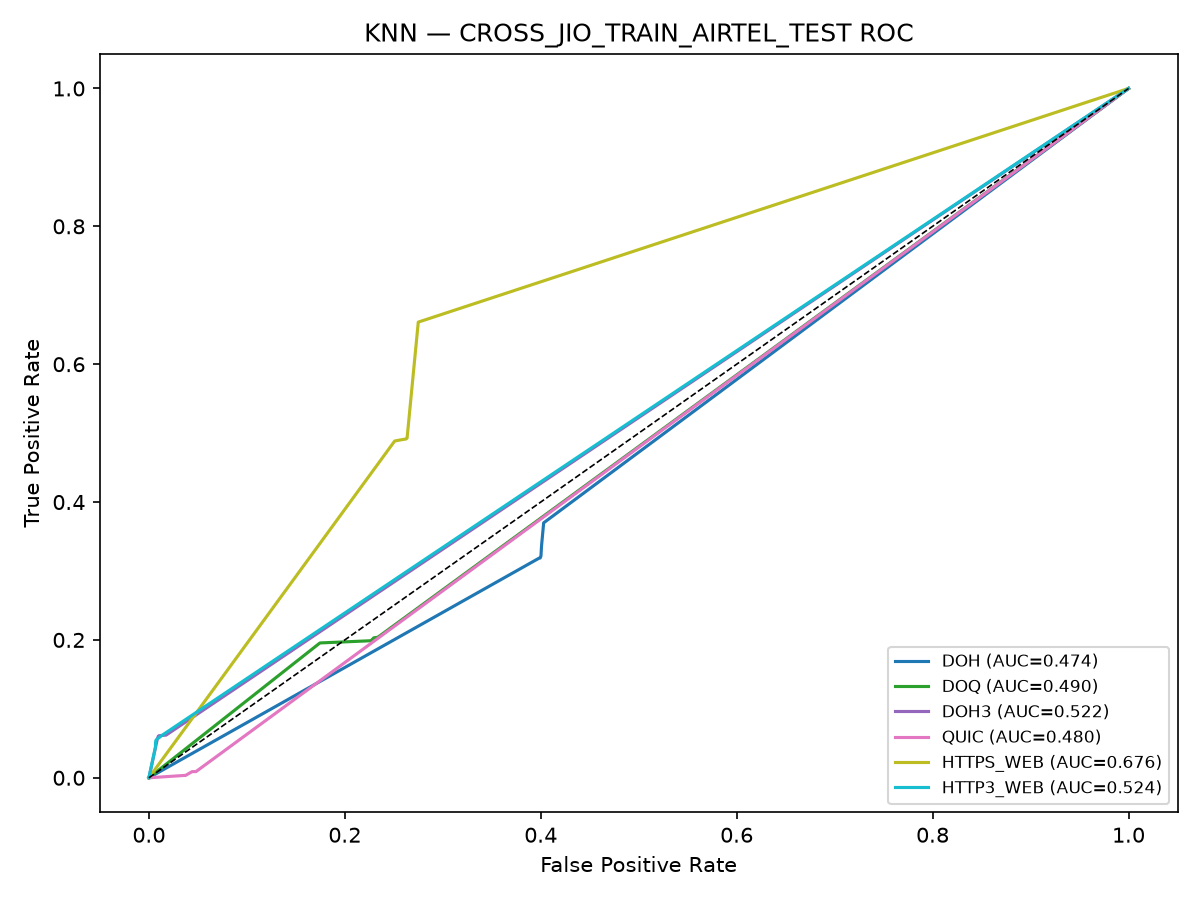 KNN — CROSS_JIO_TRAIN_AIRTEL_TEST ROC
True Positive Rate
1.0
0.8
0.6
0.4
0.2
0.0
0.0 0.2 0.4 0.6 0.8 1.0
False Positive Rate
DOH (AUC=0.474)
DOQ (AUC=0.490)
DOH3 (AUC=0.522)
QUIC (AUC=0.480)
HTTPS_WEB (AUC=0.676)
HTTP3_WEB (AUC=0.524)